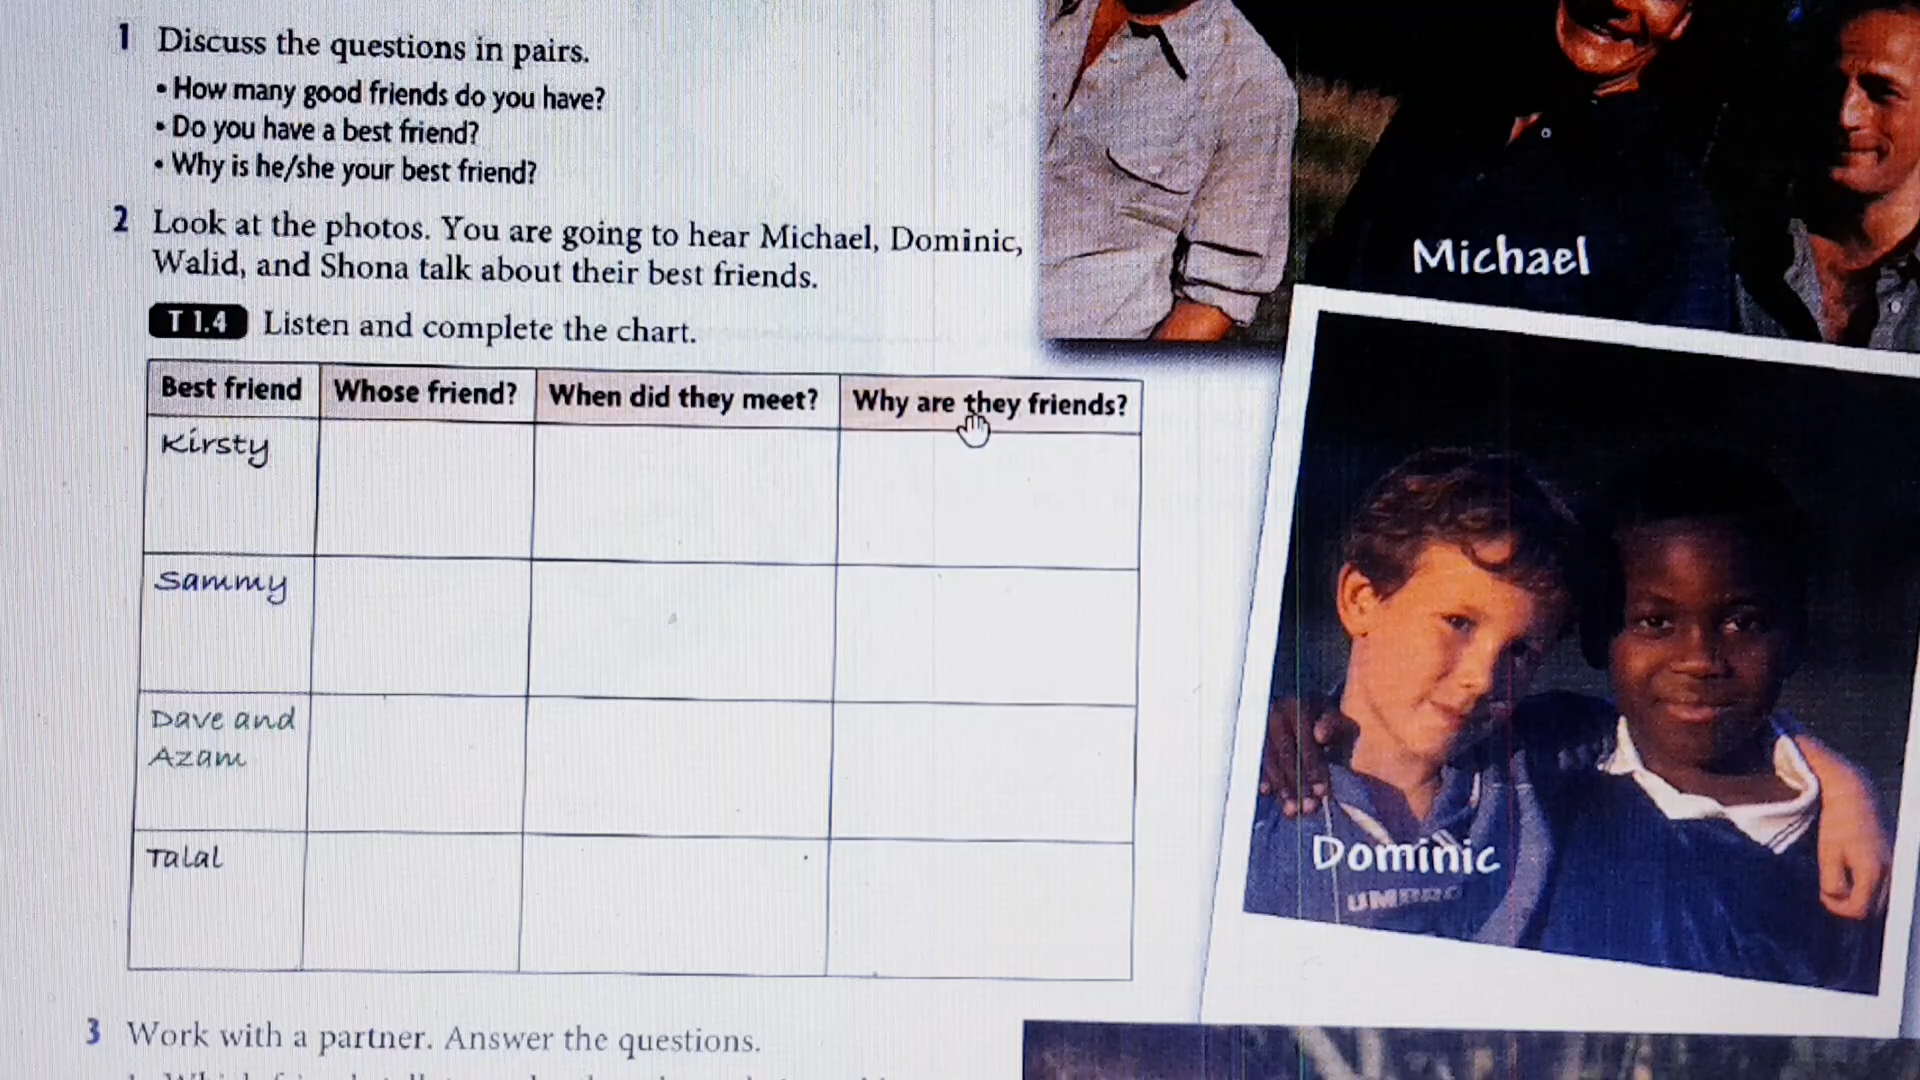 1 Discuss the questions in pairs.
• How many good friends do you have?
• Do you have a best friend?
• Why is he/she your best friend?
2 Look at the photos. You are going to hear Michael, Dominic,
Walid, and Shona talk about their best friends.
T 1.4 Listen and complete the chart.
Best friend Whose friend? When did they meet? Why are they friends?
Kirsty
Sammy
Dave and
Azam
Talal
3 Work with a partner. Answer the questions.
Michael
Dominic